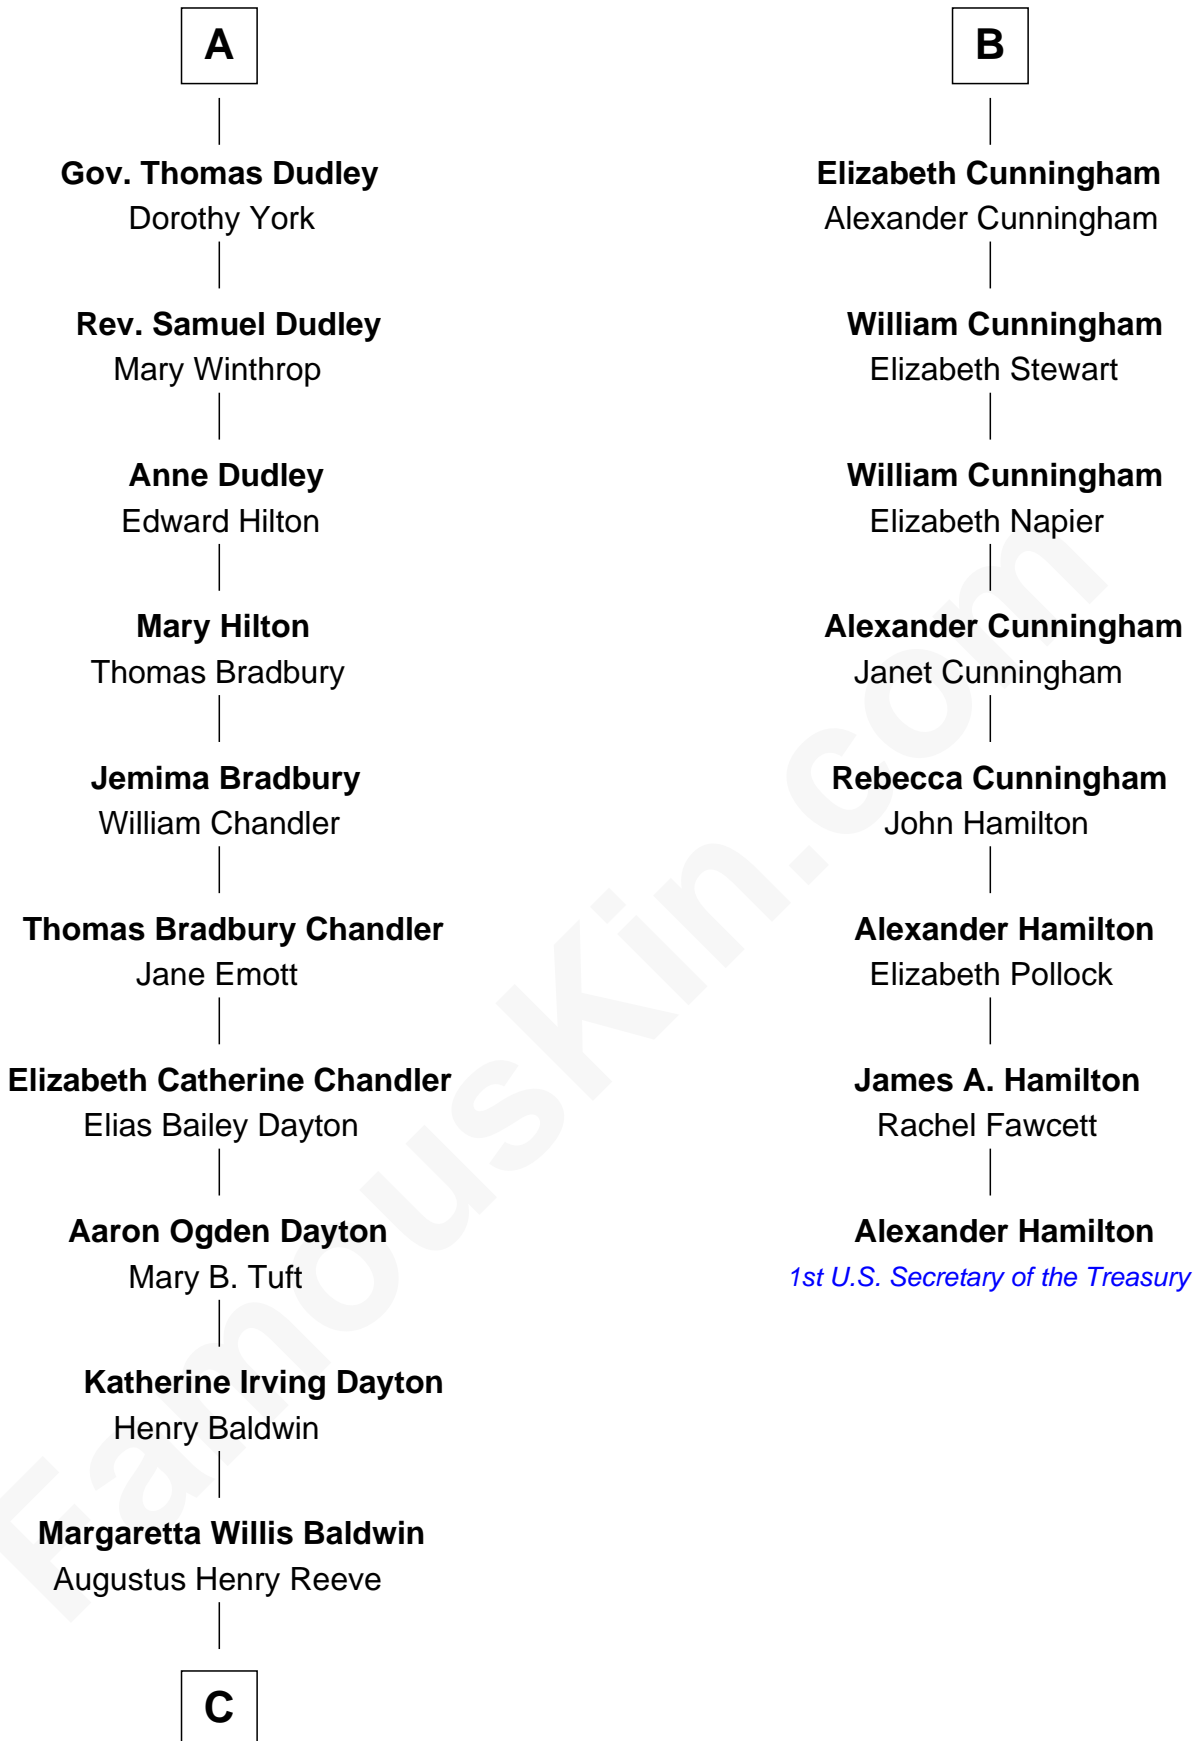 A
Gov. Thomas Dudley
Dorothy York
Rev. Samuel Dudley
Mary Winthrop
Anne Dudley
Edward Hilton
Mary Hilton
Thomas Bradbury
Jemima Bradbury
William Chandler
Thomas Bradbury Chandler
Jane Emott
Elizabeth Catherine Chandler
Elias Bailey Dayton
Aaron Ogden Dayton
Mary B. Tuft
Katherine Irving Dayton
Henry Baldwin
Margaretta Willis Baldwin
Augustus Henry Reeve
C
B
Elizabeth Cunningham
Alexander Cunningham
William Cunningham
Elizabeth Stewart
William Cunningham
Elizabeth Napier
Alexander Cunningham
Janet Cunningham
Rebecca Cunningham
John Hamilton
Alexander Hamilton
Elizabeth Pollock
James A. Hamilton
Rachel Fawcett
Alexander Hamilton
1st U.S. Secretary of the Treasury
FamousKin.com